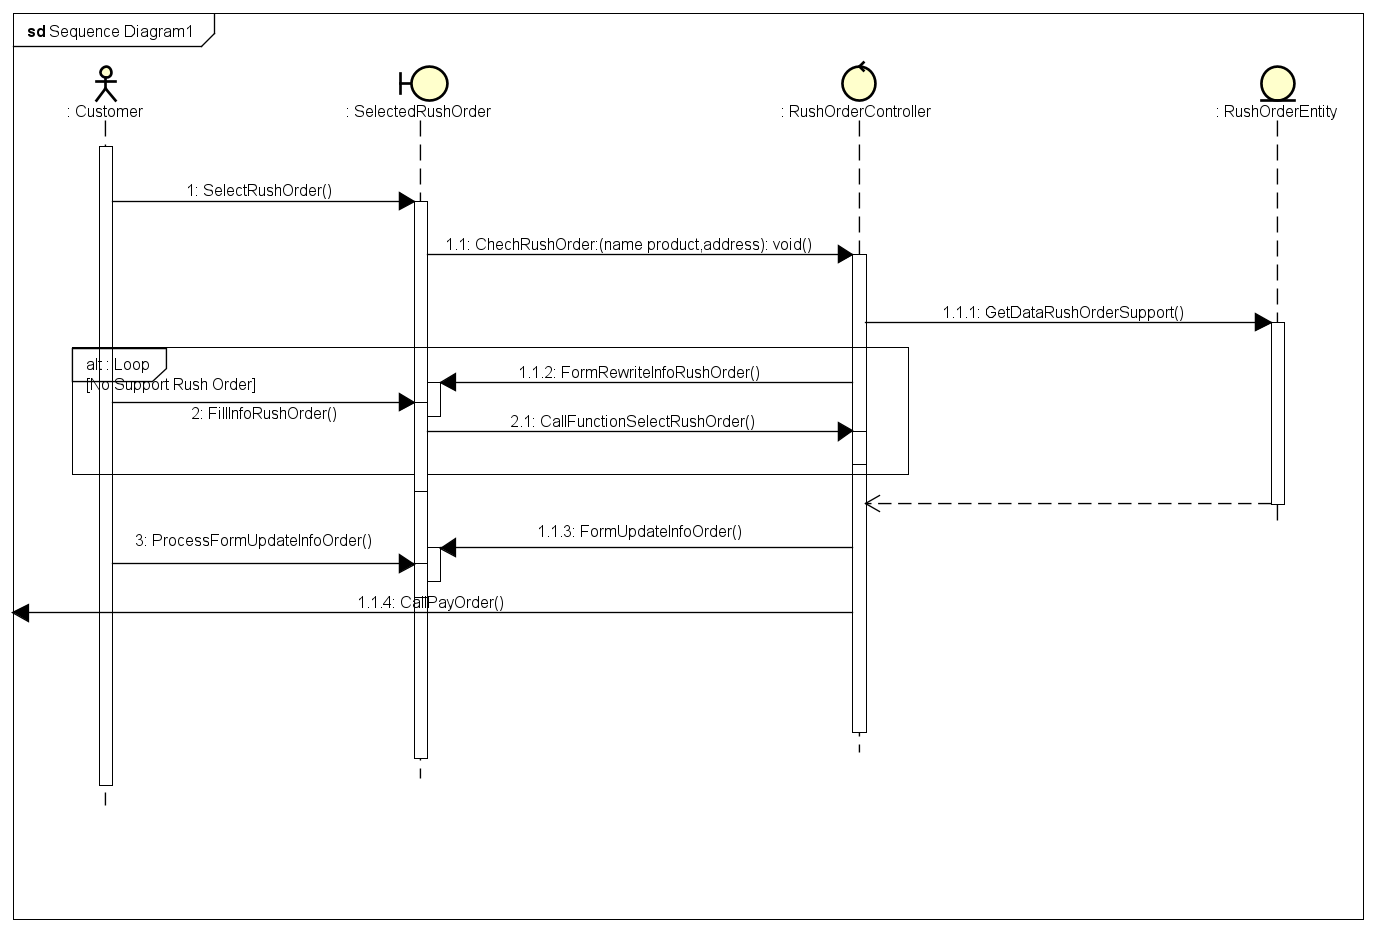 sd Sequence Diagram1
: Customer
: SelectedRushOrder
: RushOrderController
: RushOrderEntity
1: SelectRushOrder()
1.1: ChechRushOrder:(name product,address): void()
1.1.1: GetDataRushOrderSupport()
alt : Loop
[No Support Rush Order]
1.1.2: FormRewriteInfoRushOrder()
2: FillInfoRushOrder()
2.1: CallFunctionSelectRushOrder()
1.1.3: FormUpdateInfoOrder()
3: ProcessFormUpdateInfoOrder()
1.1.4: CallPayOrder()